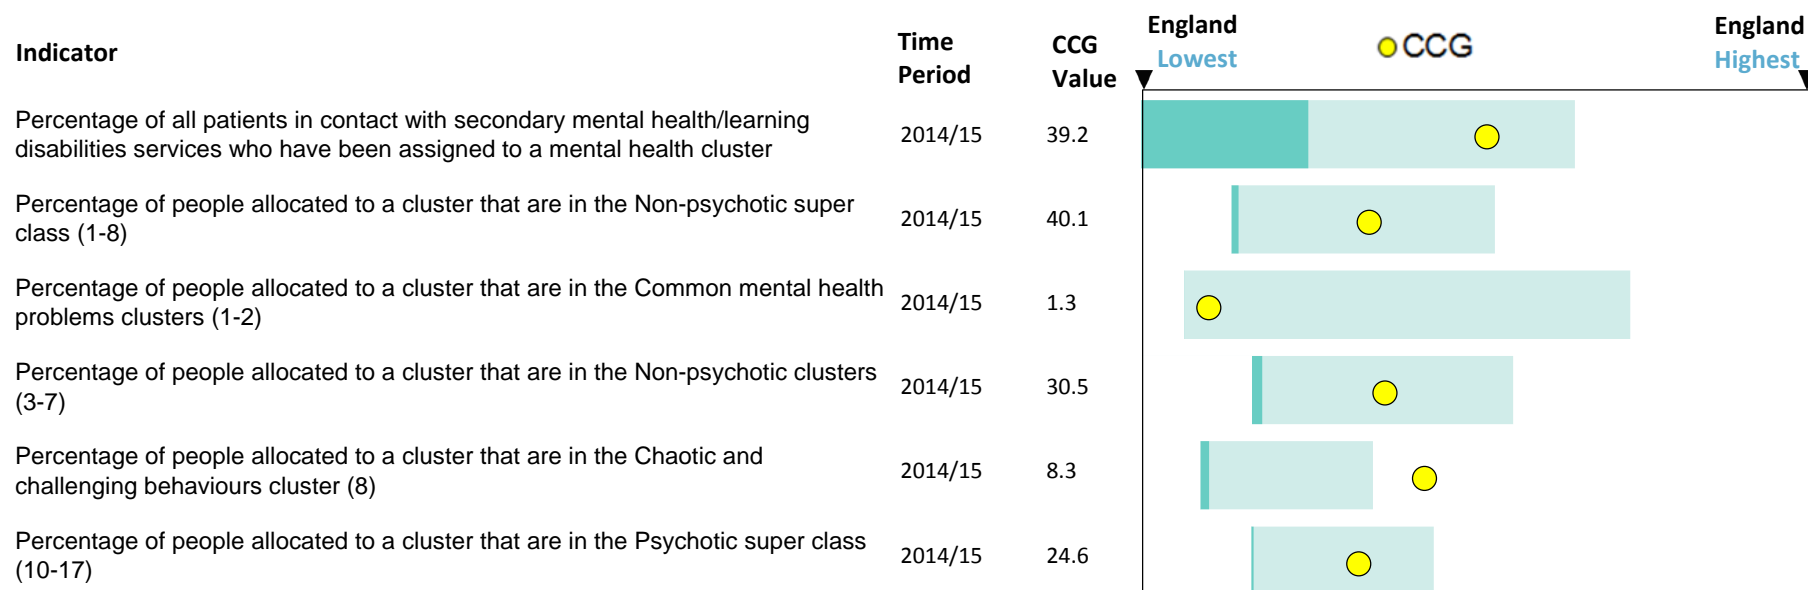 Indicator
Time
Period
CCG
Value
England
Lowest
CCG
England
Highest
Percentage of all patients in contact with secondary mental health/learning
disabilities services who have been assigned to a mental health cluster
2014/15
39.2
Percentage of people allocated to a cluster that are in the Non-psychotic super
class (1-8)
2014/15
40.1
Percentage of people allocated to a cluster that are in the Common mental health
problems clusters (1-2)
2014/15
1.3
Percentage of people allocated to a cluster that are in the Non-psychotic clusters
(3-7)
2014/15
30.5
Percentage of people allocated to a cluster that are in the Chaotic and
challenging behaviours cluster (8)
2014/15
8.3
Percentage of people allocated to a cluster that are in the Psychotic super class
(10-17)
2014/15
24.6